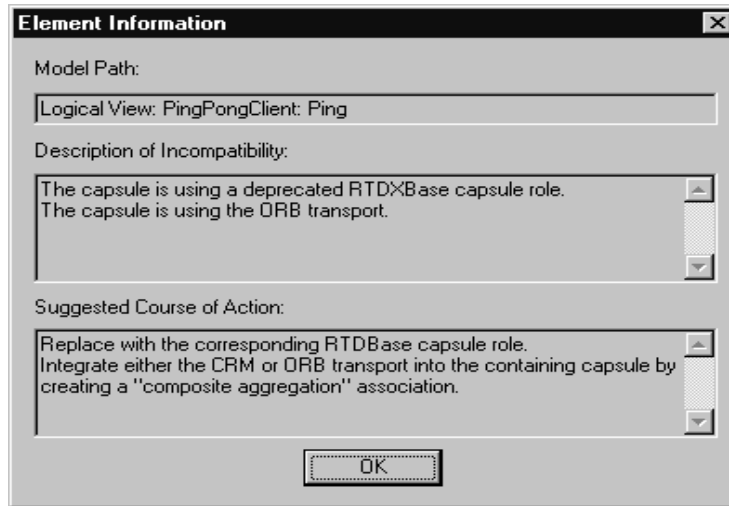 Element Information
Model Path:
Logical View: PingPongClient: Ping
Description of Incompatibility:
The capsule is using a deprecated RTDXBase capsule role.
The capsule is using the ORB transport.
Suggested Course of Action:
Replace with the corresponding RTDBase capsule role.
Integrate either the CRM or ORB transport into the containing capsule by
creating a "composite aggregation" association.
OK